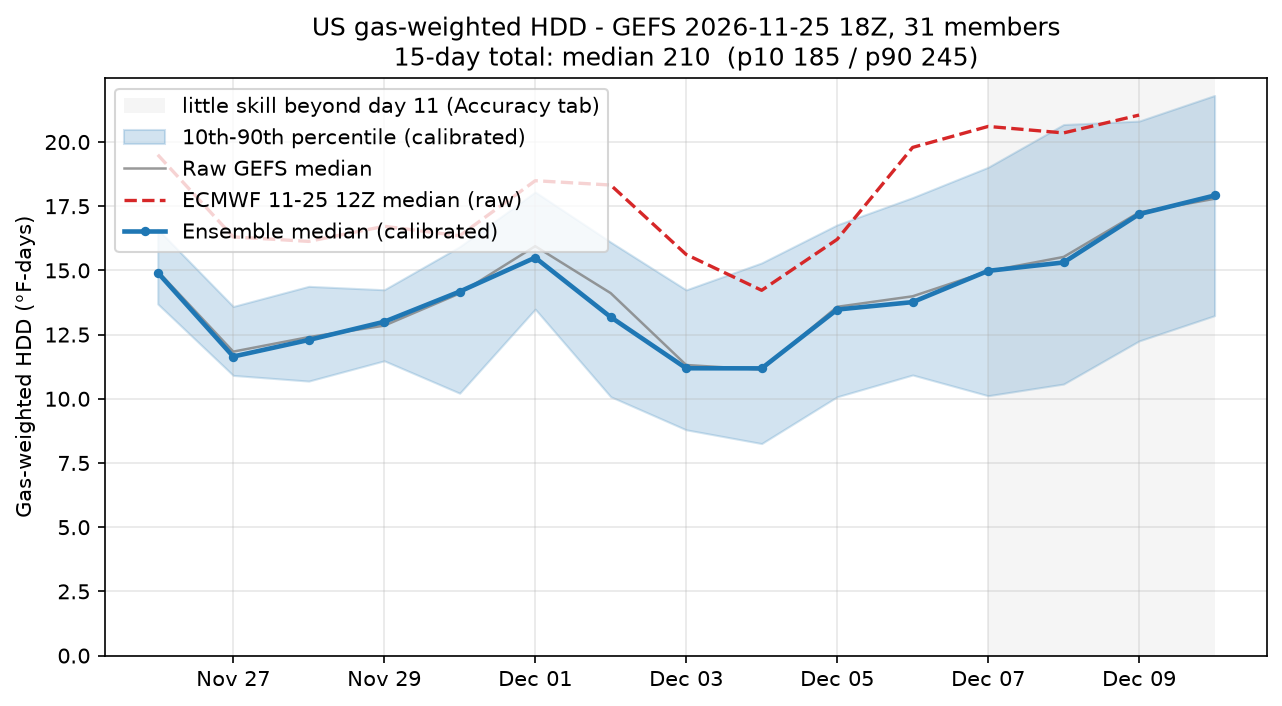 US gas-weighted HDD - GEFS 2026-11-25 18Z, 31 members
15-day total: median 210  (p10 185 / p90 245)
little skill beyond day 11 (Accuracy tab)
10th-90th percentile (calibrated)
Raw GEFS median
ECMWF 11-25 12Z median (raw)
Ensemble median (calibrated)
Gas-weighted HDD (°F-days)
20.0
17.5
15.0
12.5
10.0
7.5
5.0
2.5
0.0
Nov 27
Nov 29
Dec 01
Dec 03
Dec 05
Dec 07
Dec 09